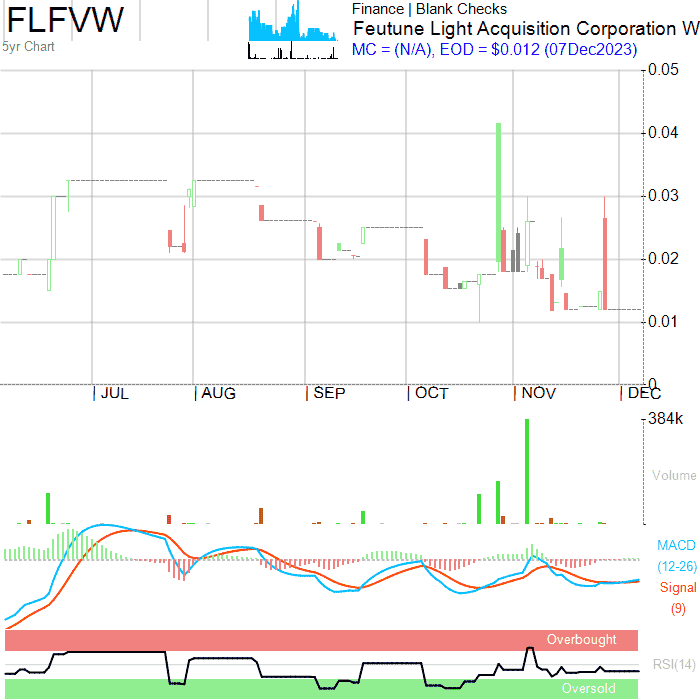 FLFVW
5yr Chart
Finance | Blank Checks
Feutune Light Acquisition Corporation W
MC = (N/A), EOD = $0.012 (07Dec2023)
0.05
0.04
0.03
0.02
0.01
0
JUL AUG SEP OCT NOV DEC
384k
Volume
MACD
(12-26)
Signal
(9)
Overbought
RSI(14)
Oversold